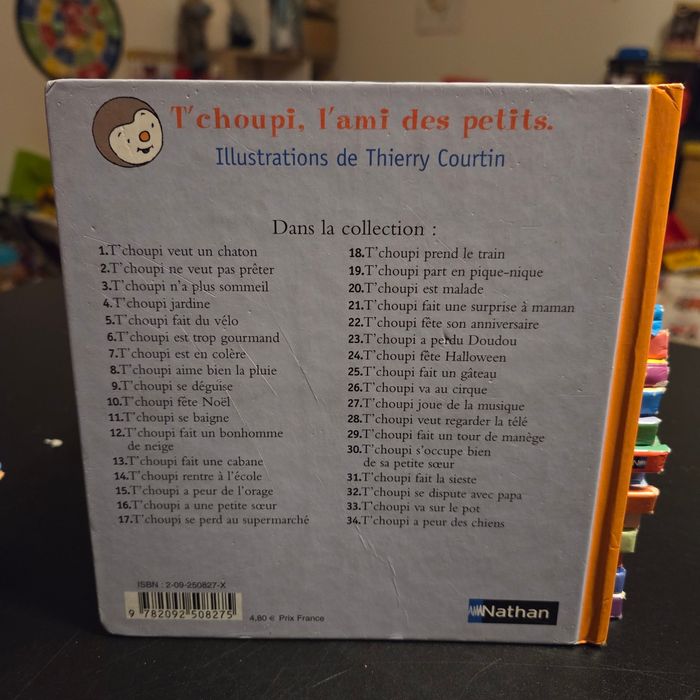 T'choupi, l'ami des petits.
Illustrations de Thierry Courtin
Dans la collection :
1.T'choupi veut un chaton
2.T'choupi ne veut pas prêter
3.T'choupi n'a plus sommeil
4.T'choupi jardine
5.T'choupi fait du vélo
6.T'choupi est trop gourmand
7.T'choupi est en colère
8.T'choupi aime bien la pluie
9.T'choupi se déguise
10.T'choupi fête Noël
11.T'choupi se baigne
12.T'choupi fait un bonhomme
de neige
13.T'choupi fait une cabane
14.T'choupi rentre à l'école
15.T'choupi a peur de l'orage
16.T'choupi a une petite sœur
17.T'choupi se perd au supermarché
18.T'choupi prend le train
19.T'choupi part en pique-nique
20.T'choupi est malade
21.T'choupi fait une surprise à maman
22.T'choupi fête son anniversaire
23.T'choupi a perdu Doudou
24.T'choupi fête Halloween
25.T'choupi fait un gâteau
26.T'choupi va au cirque
27.T'choupi joue de la musique
28.T'choupi veut regarder la télé
29.T'choupi fait un tour de manège
30.T'choupi s'occupe bien
de sa petite sœur
31.T'choupi fait la sieste
32.T'choupi se dispute avec papa
33.T'choupi va sur le pot
34.T'choupi a peur des chiens
ISBN : 2-09-250827-X
9 782092 508275
4,80 € Prix France
Nathan